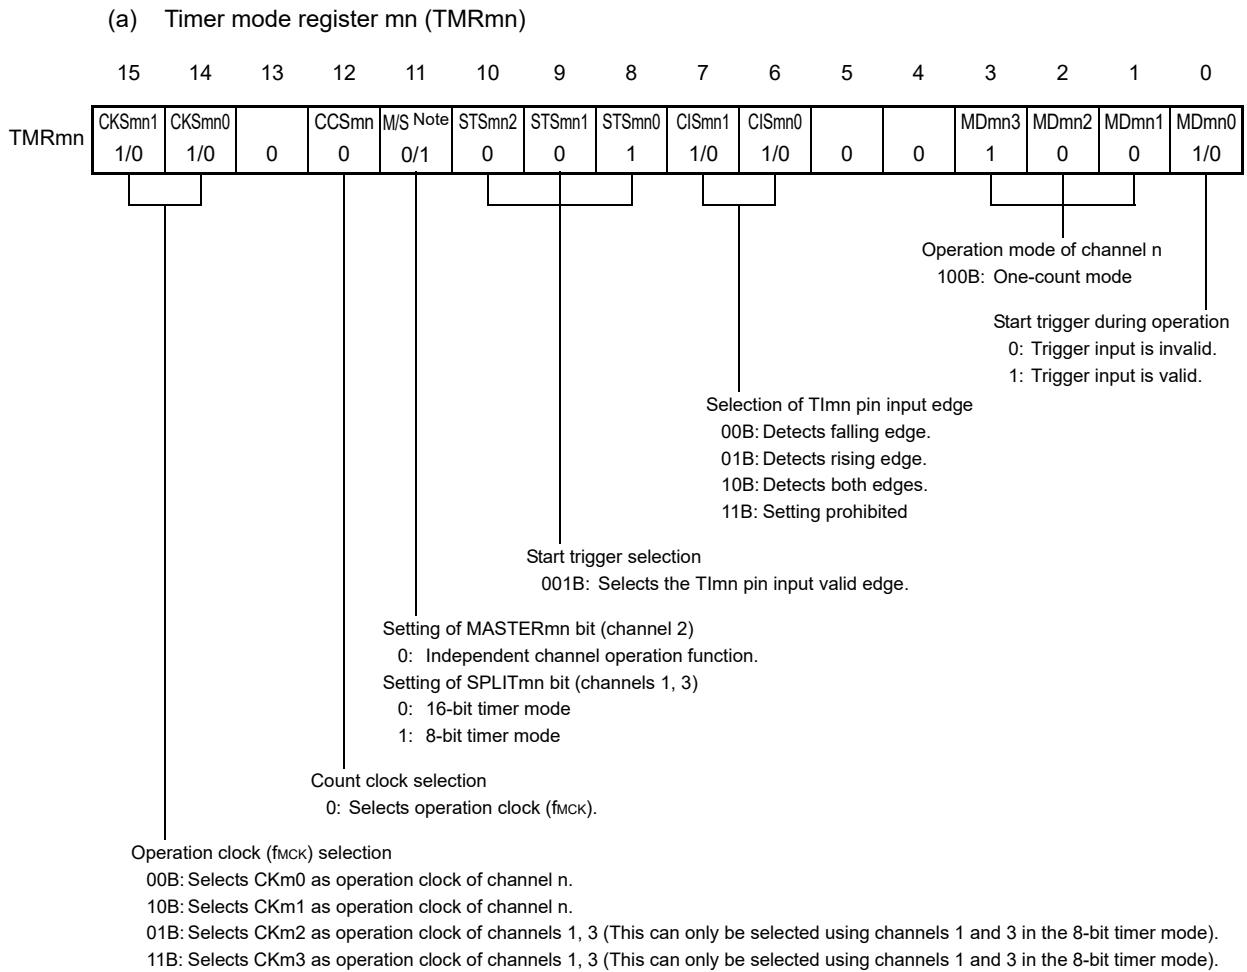 (a) Timer mode register mn (TMRmn)
15 14 13 12 11 10 9 8 7 6 5 4 3 2 1 0
TMRmn
CKSmn1 CKSmn0 CCSmn M/S Note STSmn2 STSmn1 STSmn0 CISmn1 CISmn0 MDmn3 MDmn2 MDmn1 MDmn0
1/0 1/0 0 0 0/1 0 0 1 1/0 1/0 0 0 1 0 0 1/0
Operation mode of channel n
100B: One-count mode
Start trigger during operation
0: Trigger input is invalid.
1: Trigger input is valid.
Selection of TImn pin input edge
00B: Detects falling edge.
01B: Detects rising edge.
10B: Detects both edges.
11B: Setting prohibited
Start trigger selection
001B: Selects the TImn pin input valid edge.
Setting of MASTERmn bit (channel 2)
0: Independent channel operation function.
Setting of SPLITmn bit (channels 1, 3)
0: 16-bit timer mode
1: 8-bit timer mode
Count clock selection
0: Selects operation clock (fMCK).
Operation clock (fMCK) selection
00B: Selects CKm0 as operation clock of channel n.
10B: Selects CKm1 as operation clock of channel n.
01B: Selects CKm2 as operation clock of channels 1, 3 (This can only be selected using channels 1 and 3 in the 8-bit timer mode).
11B: Selects CKm3 as operation clock of channels 1, 3 (This can only be selected using channels 1 and 3 in the 8-bit timer mode).